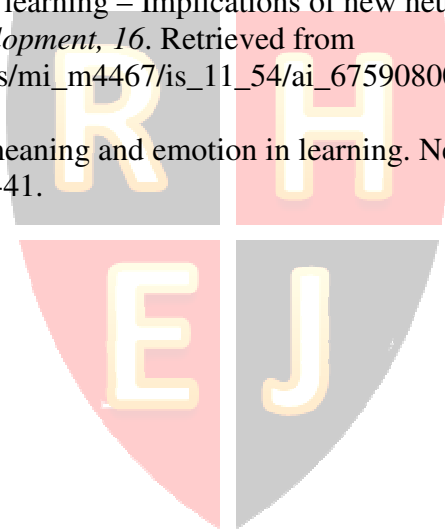 learning – Implications of new neu
lopment, 16. Retrieved from
s/mi_m4467/is_11_54/ai_67590800
neaning and emotion in learning. Ne
-41.
R H
E J